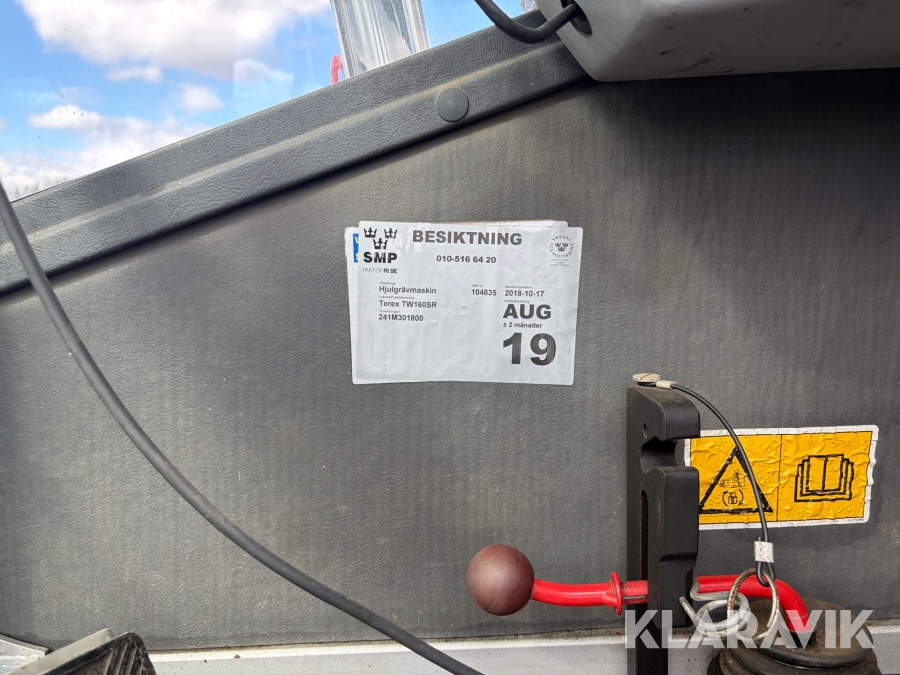 BESIKTNING
SMP
PART OF RI.SE
010-516 64 20
Hjulgrävmaskin
104835
2018-10-17
Terex TW160SR
241M301800
AUG
± 2 månader
19
KLARAVIK